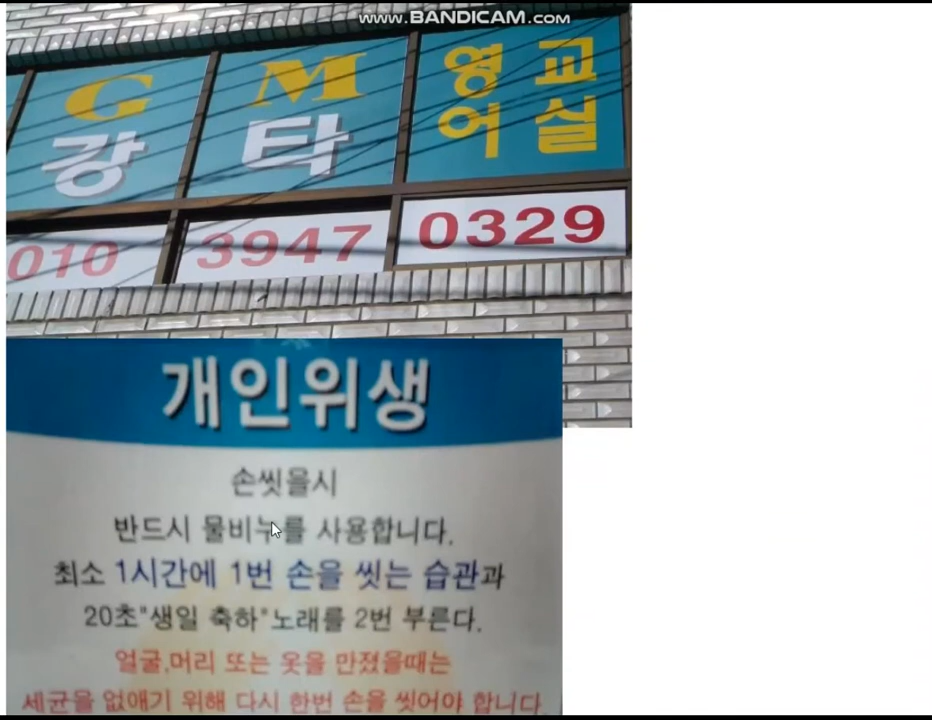 WWW.BANDICAM.COM
G M 영어 교실
강 타
010 3947 0329
개인위생
손씻을시
반드시 물비누를 사용합니다.
최소 1시간에 1번 손을 씻는 습관과
20초"생일 축하"노래를 2번 부른다.
얼굴,머리 또는 옷을 만졌을때는
세균을 없애기 위해 다시 한번 손을 씻어야 합니다.